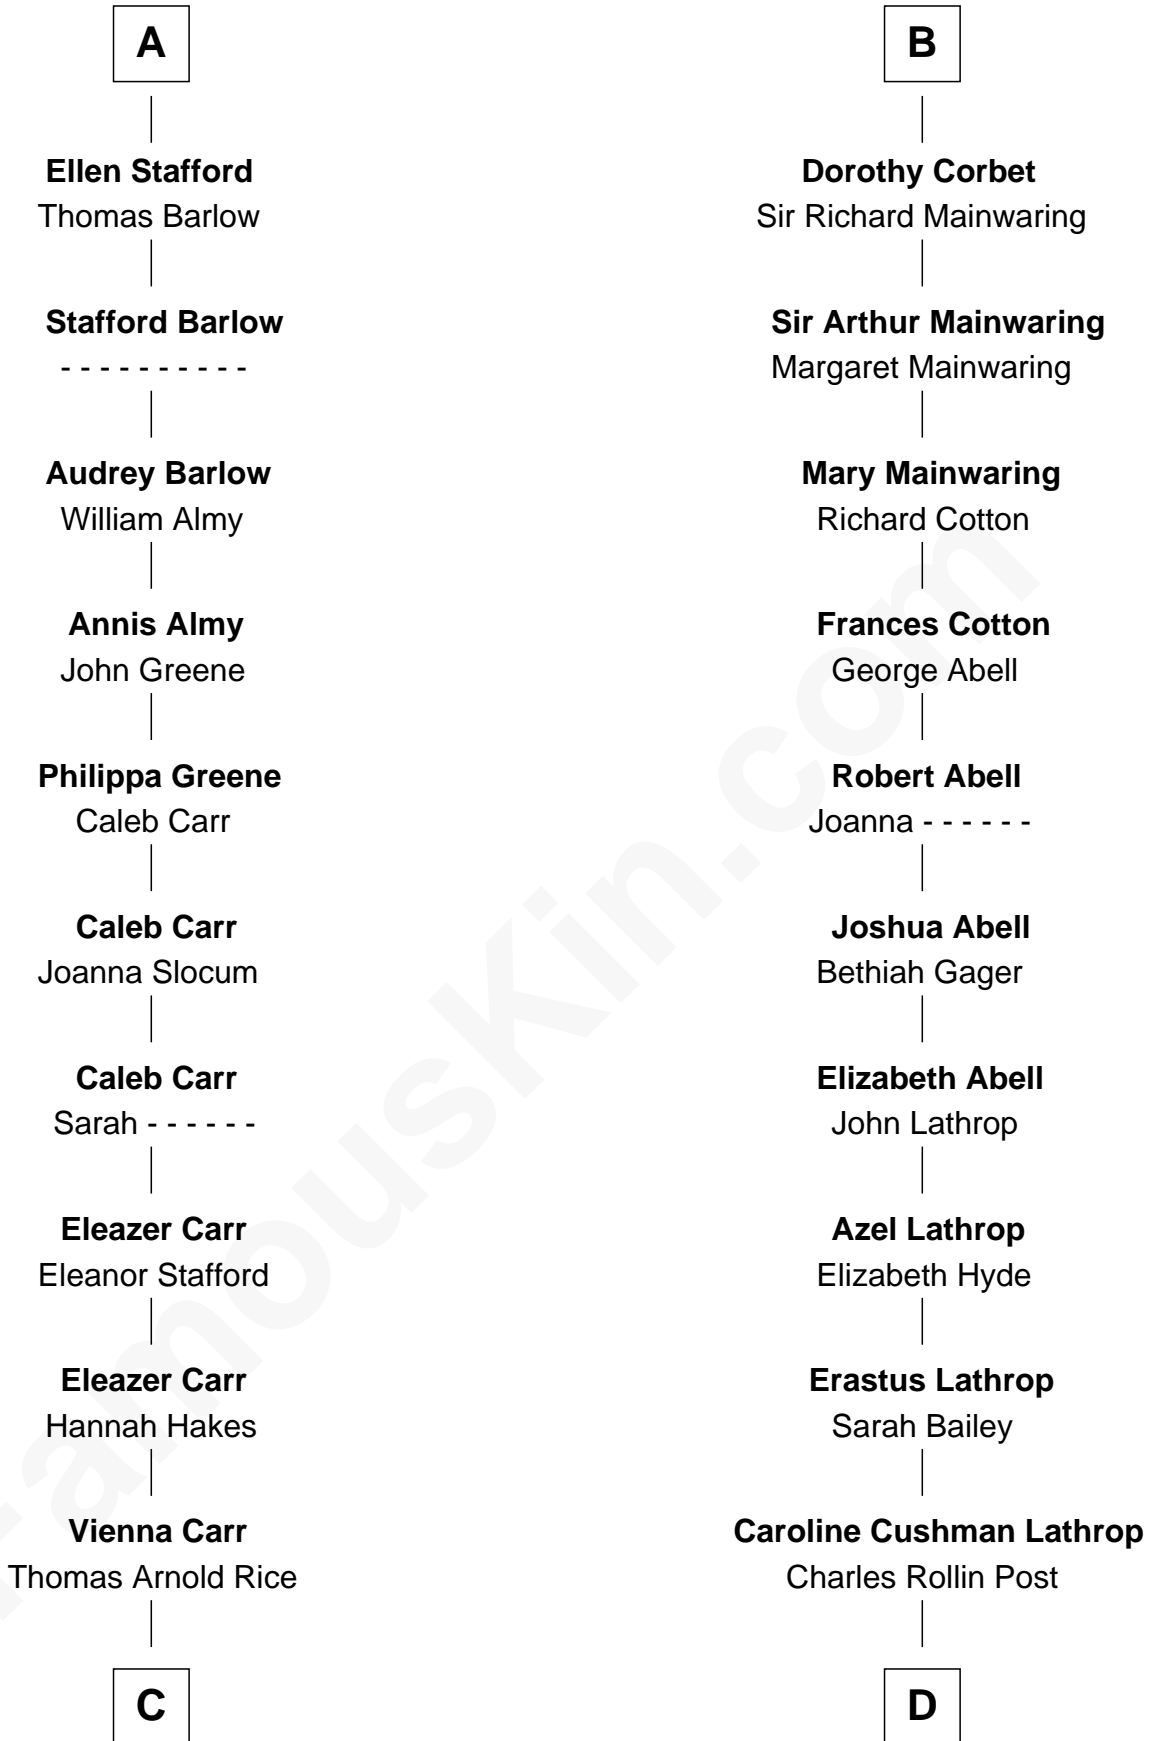 A
Ellen Stafford
Thomas Barlow
Stafford Barlow
- - - - - - - - - -
Audrey Barlow
William Almy
Annis Almy
John Greene
Philippa Greene
Caleb Carr
Caleb Carr
Joanna Slocum
Caleb Carr
Sarah - - - - - -
Eleazer Carr
Eleanor Stafford
Eleazer Carr
Hannah Hakes
Vienna Carr
Thomas Arnold Rice
C
B
Dorothy Corbet
Sir Richard Mainwaring
Sir Arthur Mainwaring
Margaret Mainwaring
Mary Mainwaring
Richard Cotton
Frances Cotton
George Abell
Robert Abell
Joanna - - - - - -
Joshua Abell
Bethiah Gager
Elizabeth Abell
John Lathrop
Azel Lathrop
Elizabeth Hyde
Erastus Lathrop
Sarah Bailey
Caroline Cushman Lathrop
Charles Rollin Post
D
FamousKin.com